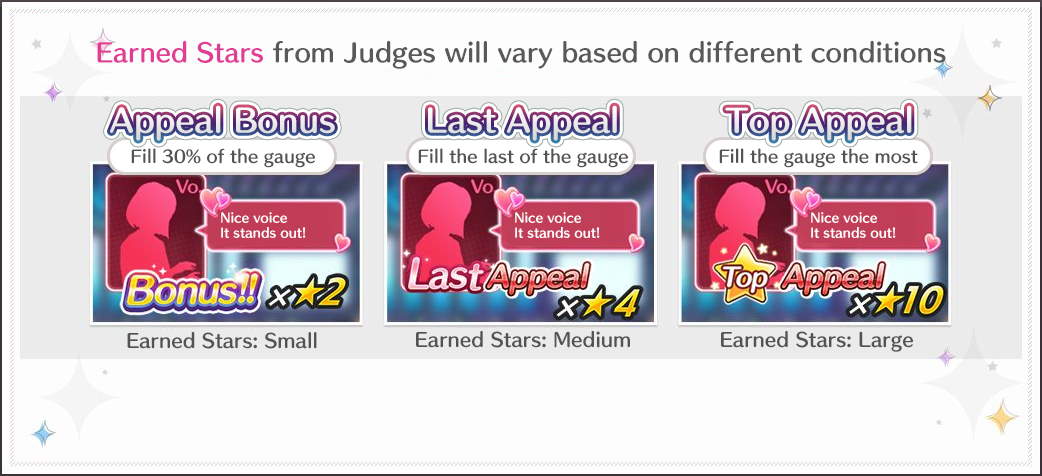 Earned Stars from Judges will vary based on different conditions
Appeal Bonus
Fill 30% of the gauge
Vo.
Nice voice
It stands out!
Bonus!! ×★2
Earned Stars: Small
Last Appeal
Fill the last of the gauge
Vo.
Nice voice
It stands out!
Last Appeal
×★4
Earned Stars: Medium
Top Appeal
Fill the gauge the most
Vo.
Nice voice
It stands out!
Top Appeal
×★10
Earned Stars: Large